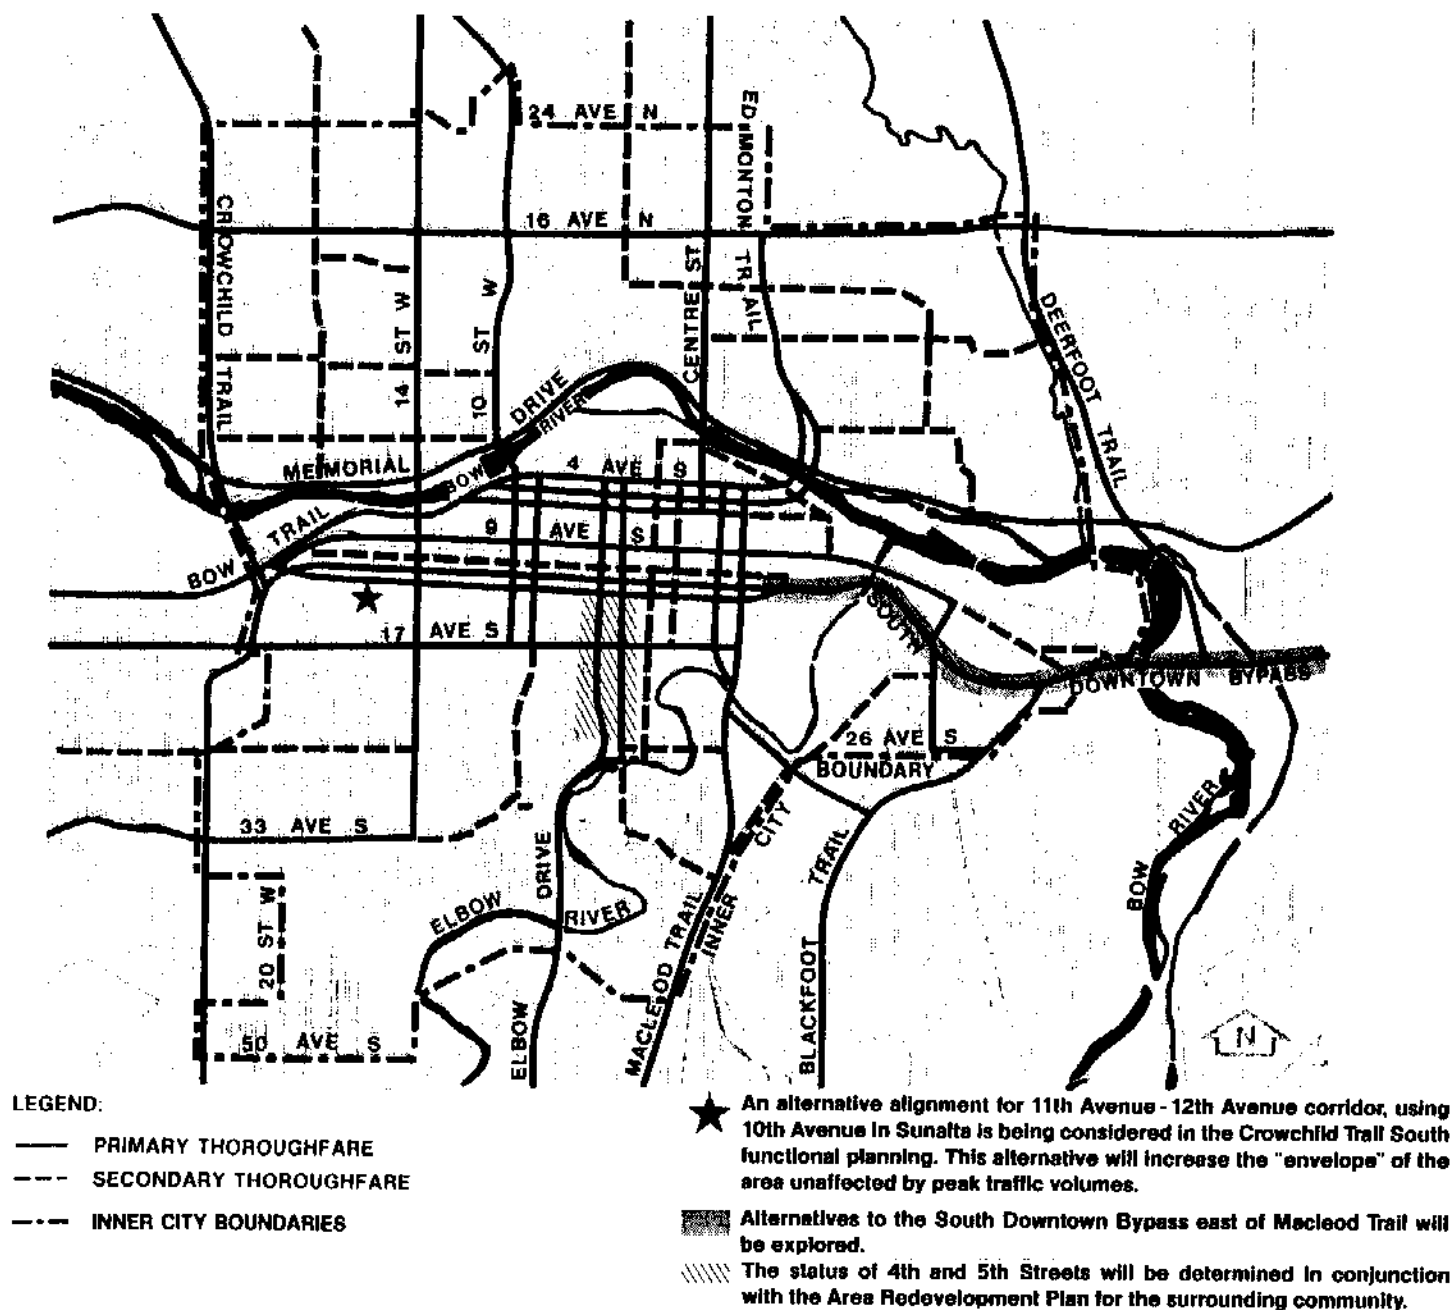 24 AVE N
EDMONTON TRAIL
CROWCHILD TRAIL
16 AVE N
14 ST W
10 ST W
CENTRE ST
DEERFOOT TRAIL
MEMORIAL DRIVE
BOW RIVER
4 AVE S
BOW TRAIL
9 AVE S
17 AVE S
SOUTH DOWNTOWN BYPASS
26 AVE S
INNER CITY BOUNDARY
33 AVE S
20 ST W
ELBOW DRIVE
ELBOW RIVER
MACLEOD TRAIL
BLACKFOOT TRAIL
BOW RIVER
50 AVE S
N
LEGEND:
PRIMARY THOROUGHFARE
SECONDARY THOROUGHFARE
INNER CITY BOUNDARIES
An alternative alignment for 11th Avenue - 12th Avenue corridor, using
10th Avenue in Sunalta is being considered in the Crowchild Trail South
functional planning. This alternative will increase the "envelope" of the
area unaffected by peak traffic volumes.
Alternatives to the South Downtown Bypass east of Macleod Trail will
be explored.
The status of 4th and 5th Streets will be determined in conjunction
with the Area Redevelopment Plan for the surrounding community.